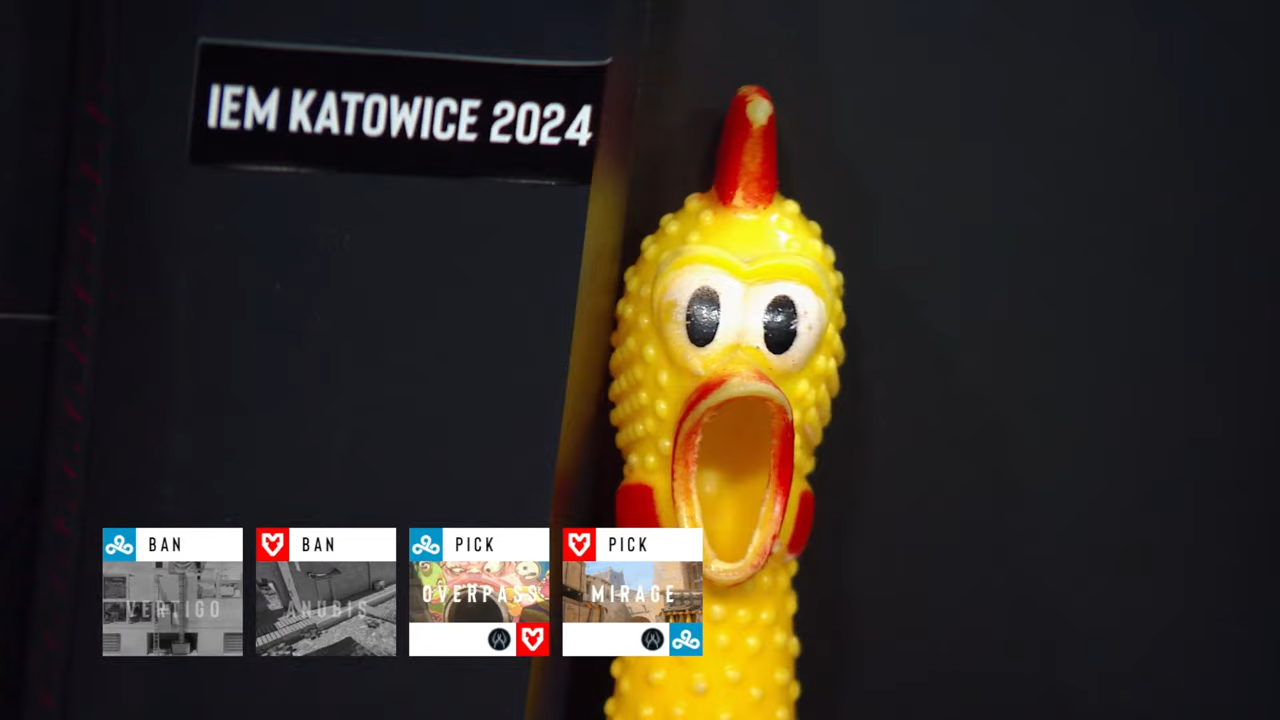 IEM KATOWICE 2024
BAN
BAN
PICK
PICK
VERTIGO
ANUBIS
OVERPASS
MIRAGE